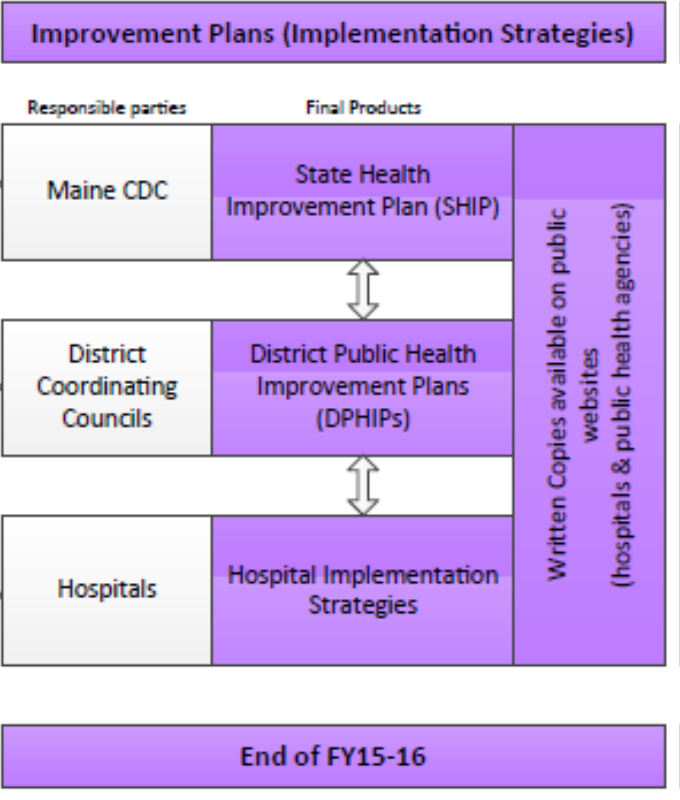 Improvement Plans (Implementation Strategies)
Responsible parties
Final Products
Maine CDC
State Health
Improvement Plan (SHIP)
District
Coordinating
Councils
District Public Health
Improvement Plans
(DPHIPs)
Hospitals
Hospital Implementation
Strategies
Written Copies available on public
websites
(hospitals & public health agencies)
End of FY15-16